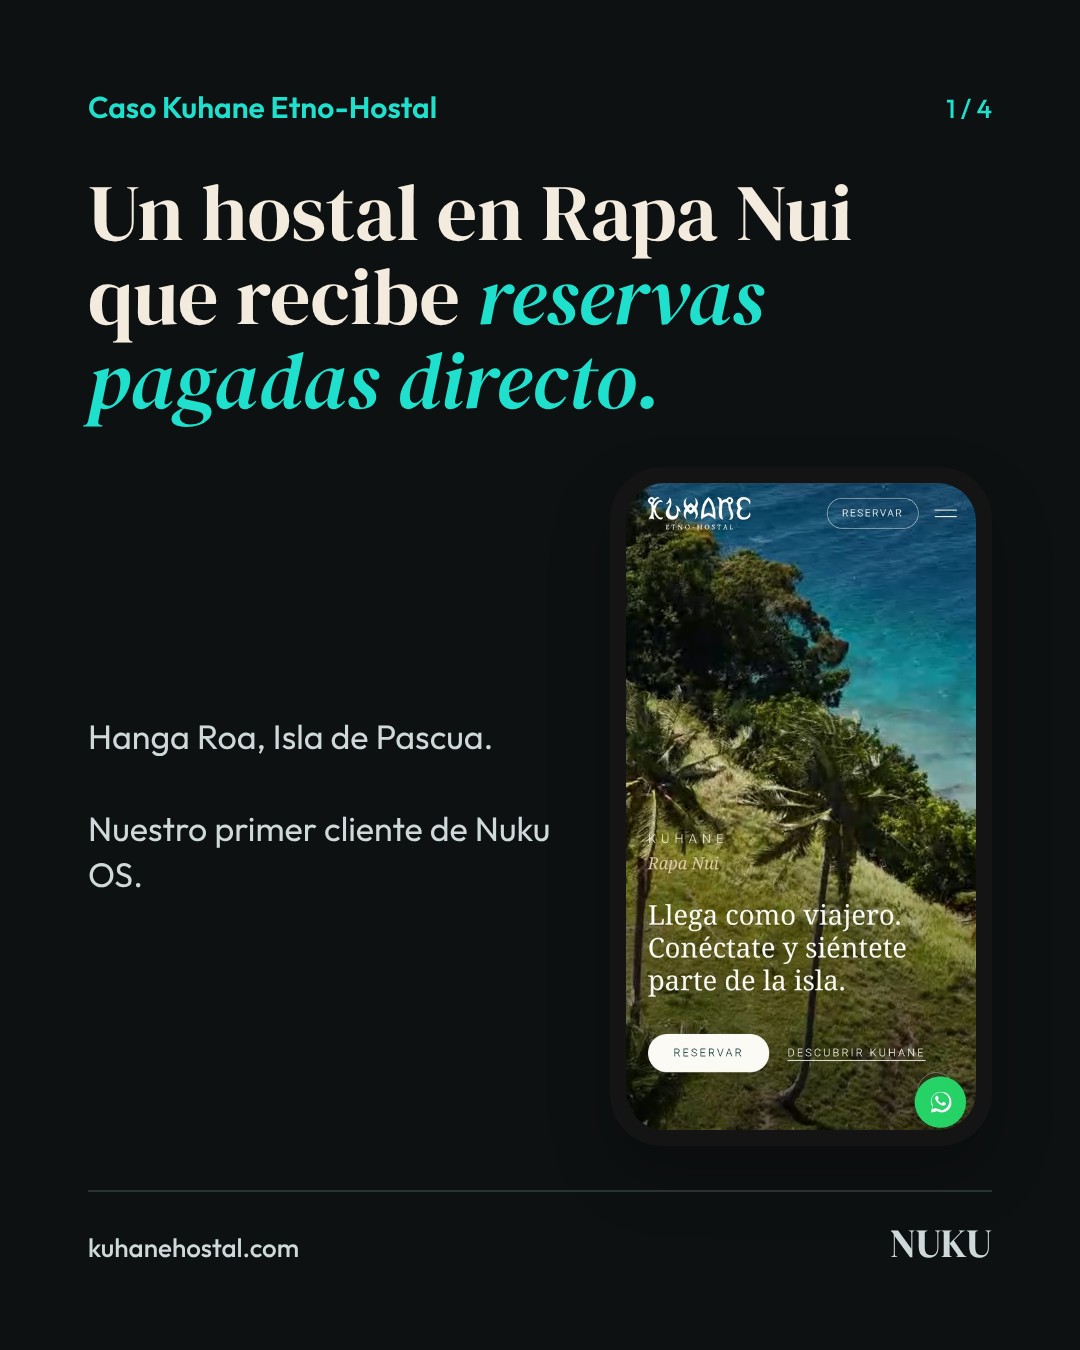 Caso Kuhane Etno-Hostal
1 / 4
Un hostal en Rapa Nui
que recibe reservas
pagadas directo.
KUHANE
ETNO-HOSTAL
RESERVAR
Hanga Roa, Isla de Pascua.
Nuestro primer cliente de Nuku
OS.
KUHANE
Rapa Nui
Llega como viajero.
Conéctate y siéntete
parte de la isla.
RESERVAR
DESCUBRIR KUHANE
kuhanehostal.com
NUKU